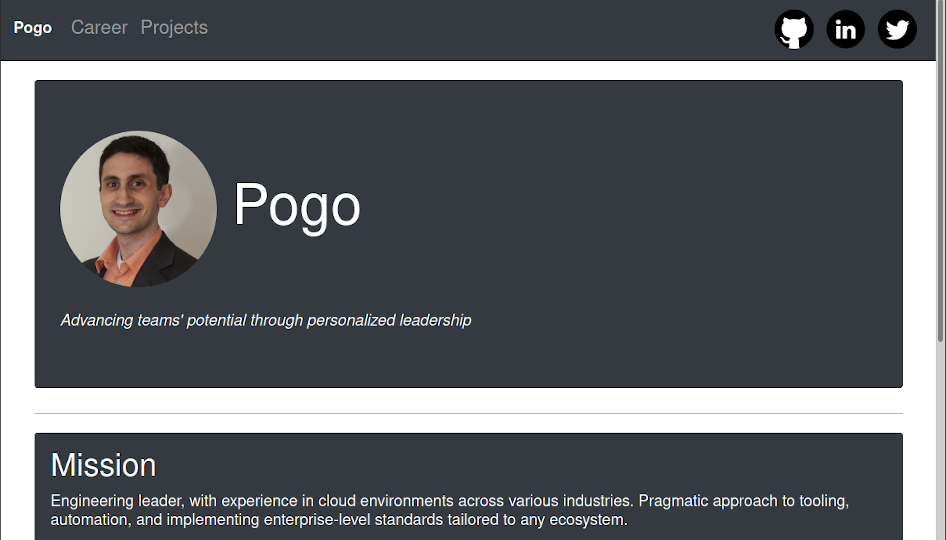 Pogo Career Projects
in
Pogo
Advancing teams' potential through personalized leadership
Mission
Engineering leader, with experience in cloud environments across various industries. Pragmatic approach to tooling,
automation, and implementing enterprise-level standards tailored to any ecosystem.